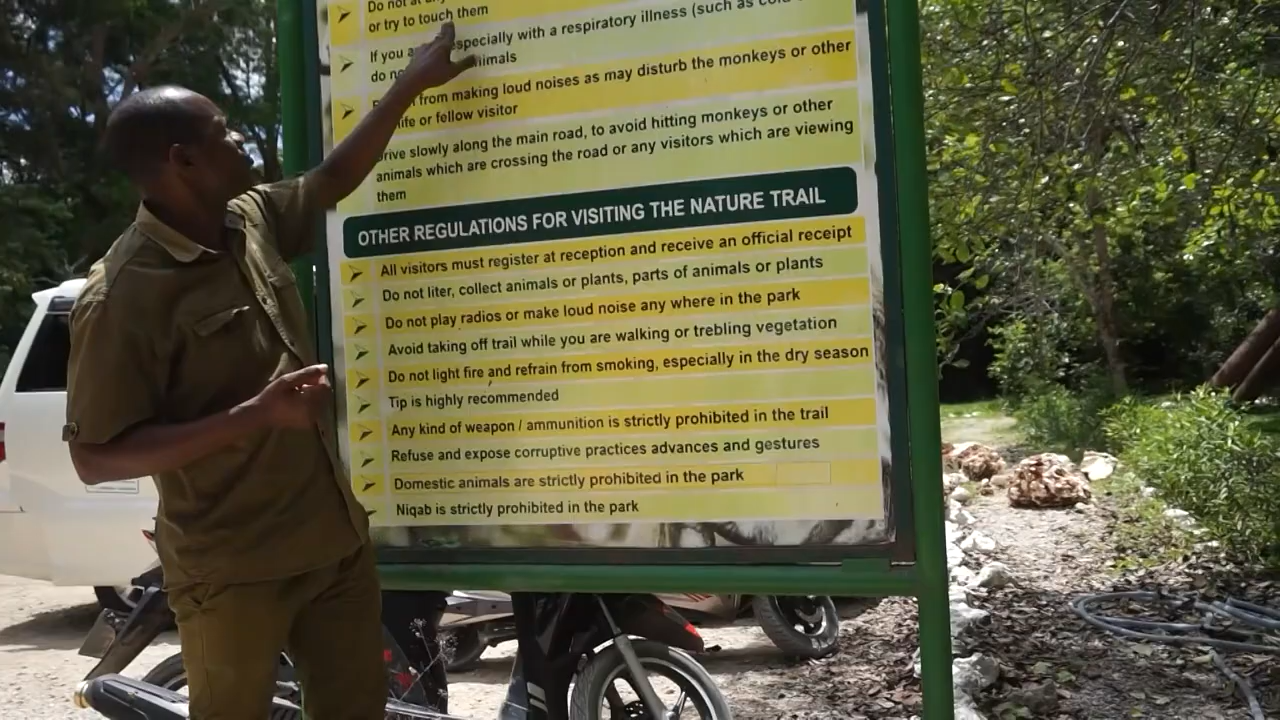 Do not at any
or try to touch them
If you a especially with a respiratory illness (such as cold
do no animals
from making loud noises as may disturb the monkeys or other
life or fellow visitor
Drive slowly along the main road, to avoid hitting monkeys or other
animals which are crossing the road or any visitors which are viewing
them
OTHER REGULATIONS FOR VISITING THE NATURE TRAIL
All visitors must register at reception and receive an official receipt
Do not liter, collect animals or plants, parts of animals or plants
Do not play radios or make loud noise any where in the park
Avoid taking off trail while you are walking or trebling vegetation
Do not light fire and refrain from smoking, especially in the dry season
Tip is highly recommended
Any kind of weapon / ammunition is strictly prohibited in the trail
Refuse and expose corruptive practices advances and gestures
Domestic animals are strictly prohibited in the park
Niqab is strictly prohibited in the park